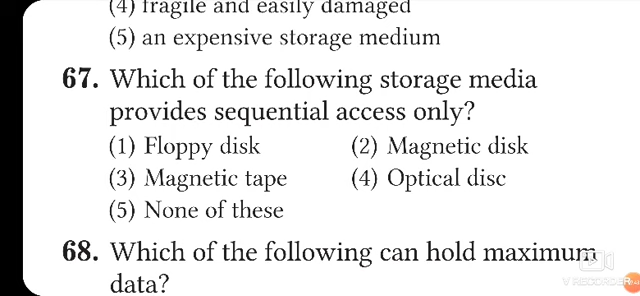 (4) fragile and easily damaged
(5) an expensive storage medium
67. Which of the following storage media
provides sequential access only?
(1) Floppy disk (2) Magnetic disk
(3) Magnetic tape (4) Optical disc
(5) None of these
68. Which of the following can hold maximum
data?
V RECORDER